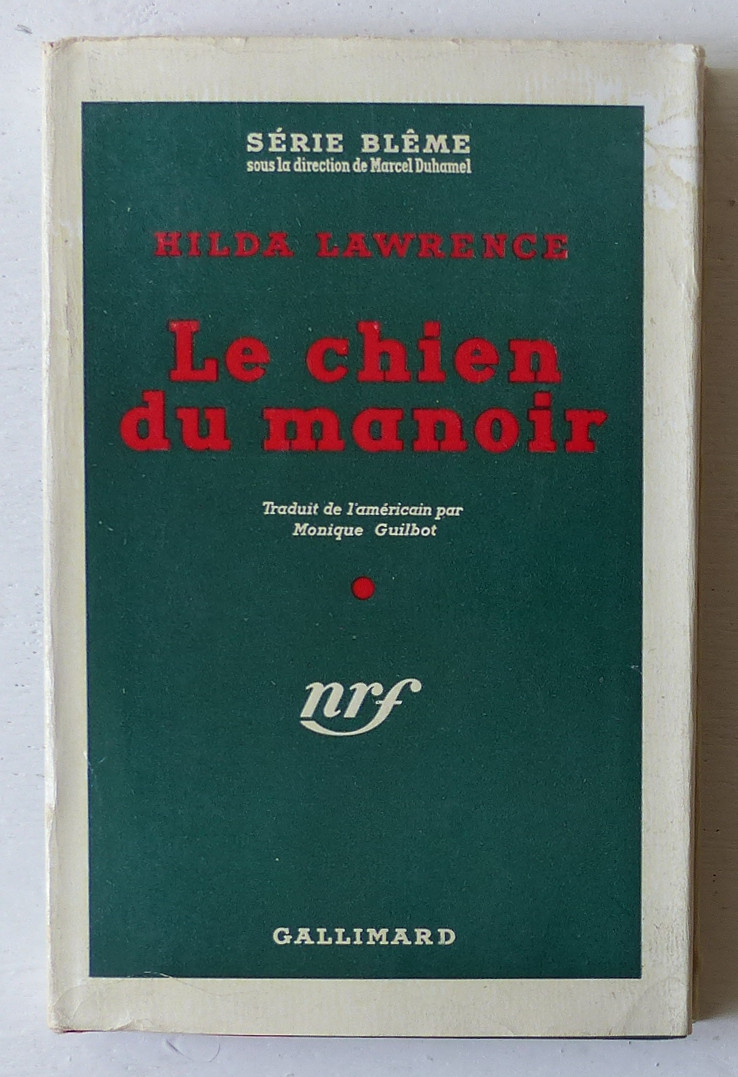 SÉRIE BLÊME
sous la direction de Marcel Duhamel
HILDA LAWRENCE
Le chien
du manoir
Traduit de l'américain par
Monique Guilbot
nrf
GALLIMARD